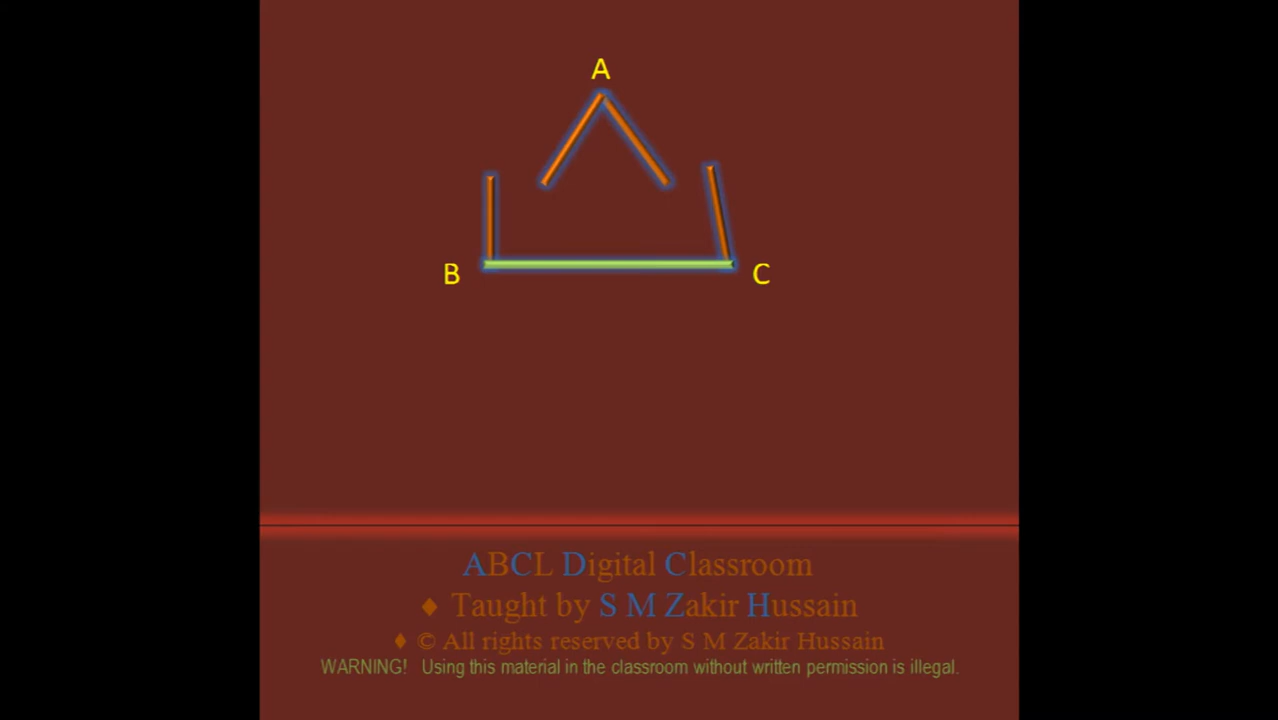 A
B
C
ABCL Digital Classroom
♦ Taught by S M Zakir Hussain
♦ © All rights reserved by S M Zakir Hussain
WARNING! Using this material in the classroom without written permission is illegal.